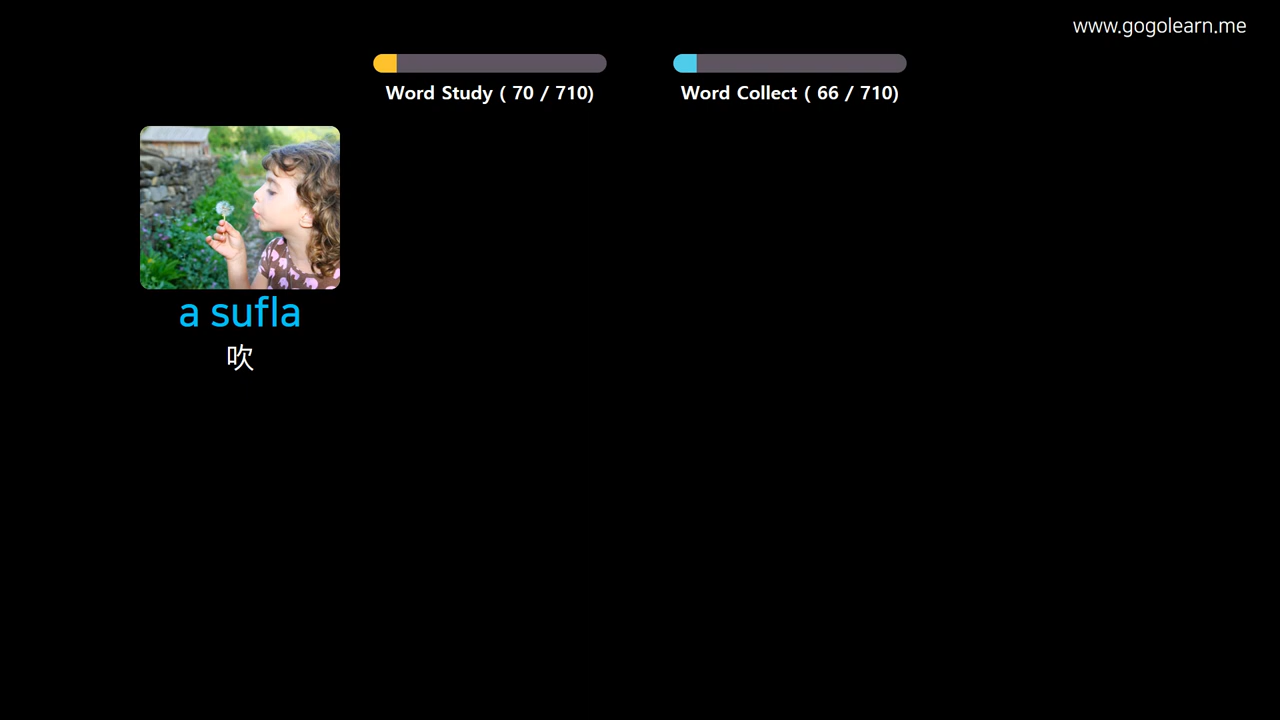 www.gogolearn.me
Word Study ( 70 / 710)
Word Collect ( 66 / 710)
a sufla
吹